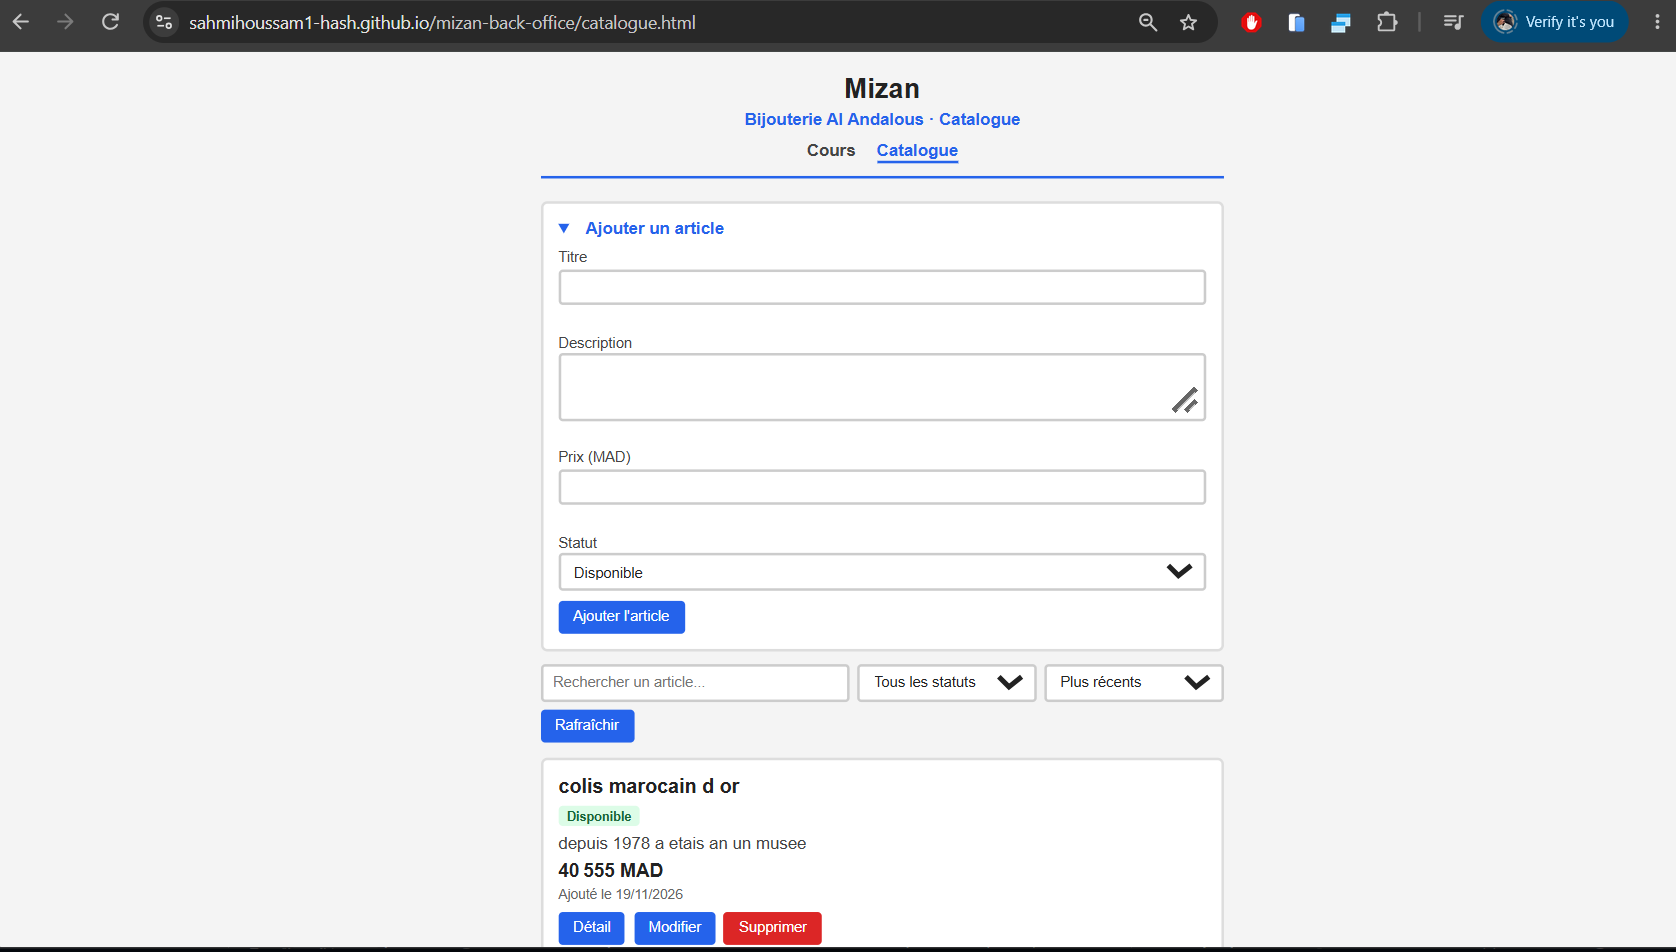 sahmihoussam1-hash.github.io/mizan-back-office/catalogue.html
Verify it's you
Mizan
Bijouterie Al Andalous · Catalogue
Cours Catalogue
▼ Ajouter un article
Titre
Description
Prix (MAD)
Statut
Disponible
Ajouter l'article
Rechercher un article... Tous les statuts Plus récents
Rafraîchir
colis marocain d or
Disponible
depuis 1978 a etais an un musee
40 555 MAD
Ajouté le 19/11/2026
Détail Modifier Supprimer